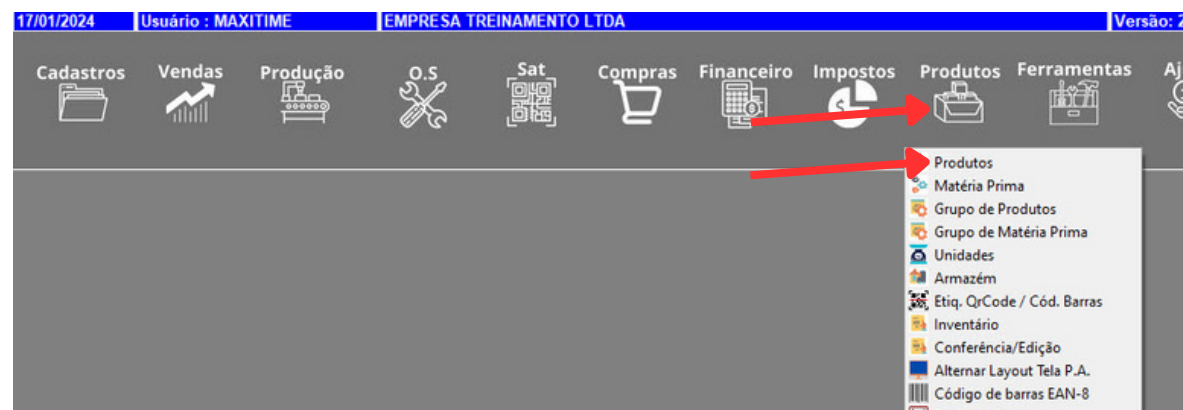 17/01/2024 Usuário : MAXITIME EMPRESA TREINAMENTO LTDA Versão: 2
Cadastros Vendas Produção O.S Sat Compras Financeiro Impostos Produtos Ferramentas Aj
Produtos
Matéria Prima
Grupo de Produtos
Grupo de Matéria Prima
Unidades
Armazém
Etiq. QrCode / Cód. Barras
Inventário
Conferência/Edição
Alternar Layout Tela P.A.
Código de barras EAN-8